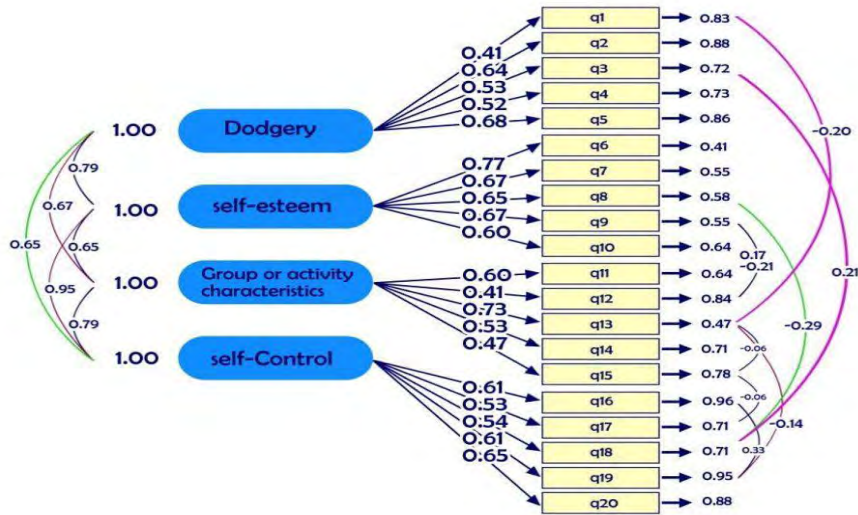 q1 0.83
q2 0.88
q3 0.72
q4 0.73
q5 0.86
0.41
0.64
0.53
0.52
0.68
1.00 Dodgery
-0.20
q6 0.41
q7 0.55
q8 0.58
q9 0.55
q10 0.64
0.77
0.67
0.65
0.67
0.60
0.79
0.67
1.00 self-esteem
0.65
0.65
0.95
0.17
-0.21
0.21
q11 0.64
q12 0.84
q13 0.47
q14 0.71
q15 0.78
0.60
0.41
0.73
0.53
0.47
1.00 Group or activity
characteristics
0.79
-0.29
-0.06
-0.06
1.00 self-Control
q16 0.96
q17 0.71
q18 0.71
q19 0.95
q20 0.88
0.61
0.53
0.54
0.61
0.65
-0.14
0.33